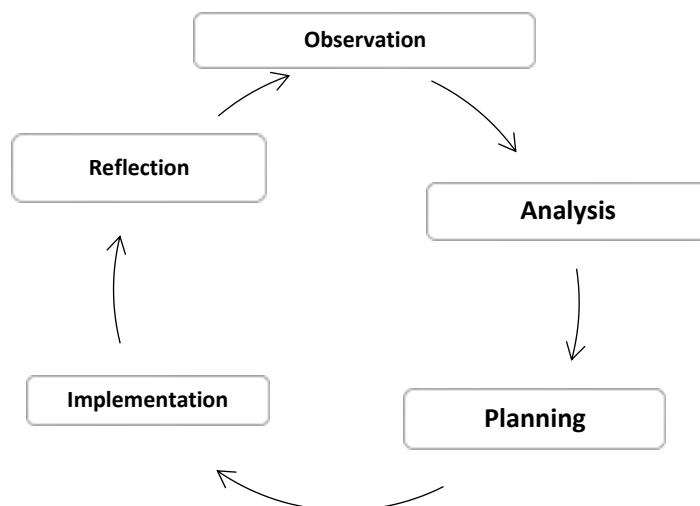 Observation
Reflection
Analysis
Implementation
Planning